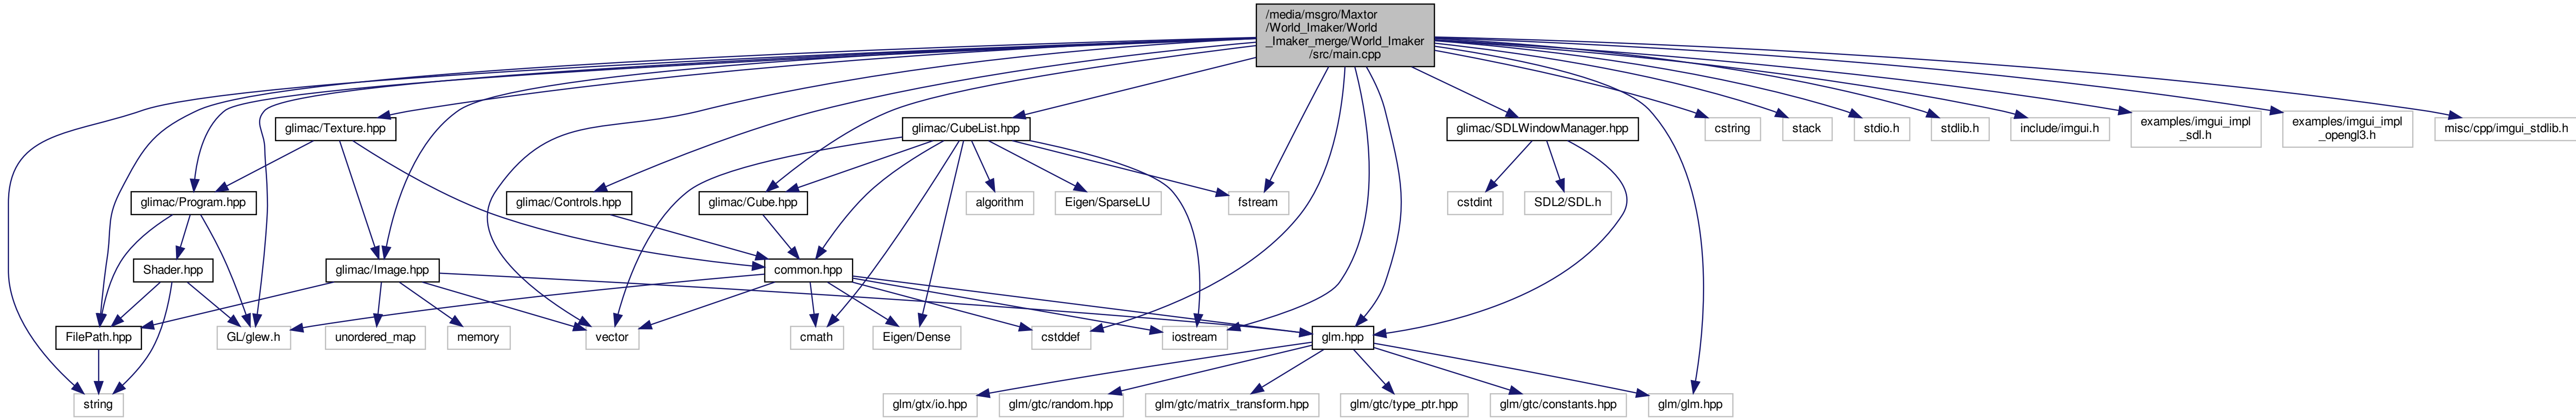 /media/msgro/Maxtor
/World_Imaker/World
_Imaker_merge/World_Imaker
/src/main.cpp
glimac/Texture.hpp
glimac/CubeList.hpp
glimac/SDLWindowManager.hpp
cstring
stack
stdio.h
stdlib.h
include/imgui.h
examples/imgui_impl
_sdl.h
examples/imgui_impl
_opengl3.h
misc/cpp/imgui_stdlib.h
glimac/Program.hpp
glimac/Controls.hpp
glimac/Cube.hpp
algorithm
Eigen/SparseLU
fstream
cstdint
SDL2/SDL.h
Shader.hpp
glimac/Image.hpp
common.hpp
FilePath.hpp
GL/glew.h
unordered_map
memory
vector
cmath
Eigen/Dense
cstddef
iostream
glm.hpp
string
glm/gtx/io.hpp
glm/gtc/random.hpp
glm/gtc/matrix_transform.hpp
glm/gtc/type_ptr.hpp
glm/gtc/constants.hpp
glm/glm.hpp